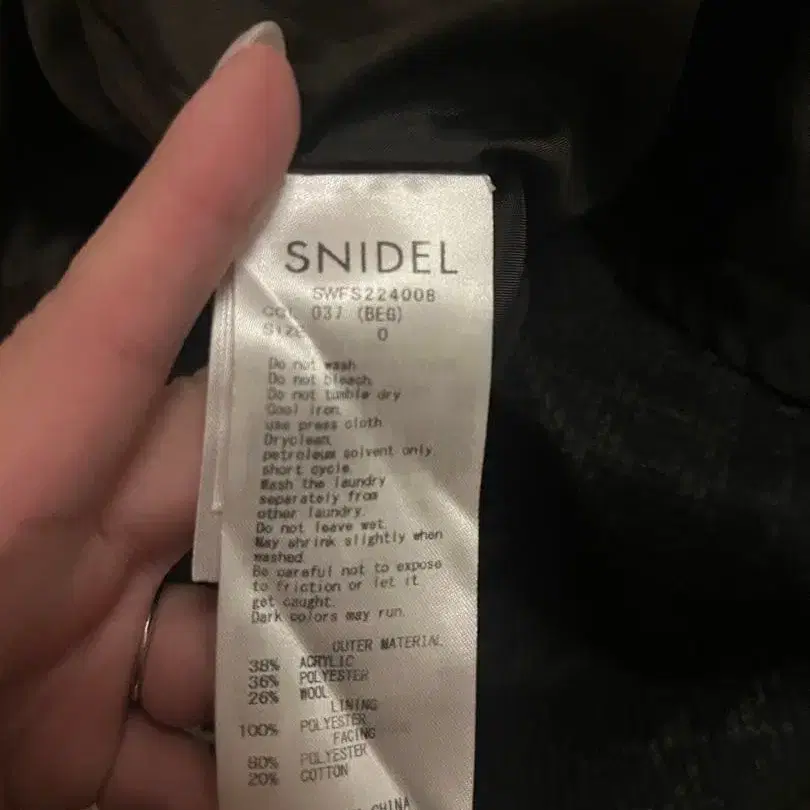 SNIDEL
SWFS224008
COL 037 (BEG)
SIZE 0
Do not wash
Do not bleach
Do not tumble dry
Cool iron.
use press cloth
Dryclean.
petroleum solvent only.
short cycle.
Wash the laundry
separately from
other laundry.
Do not leave wet.
May shrink slightly when
washed.
Be careful not to expose
to friction or let it
get caught.
Dark colors may run.
OUTER MATERIAL
38% ACRYLIC
36% POLYESTER
26% WOOL
LINING
100% POLYESTER
FACING
80% POLYESTER
20% COTTON
CHINA